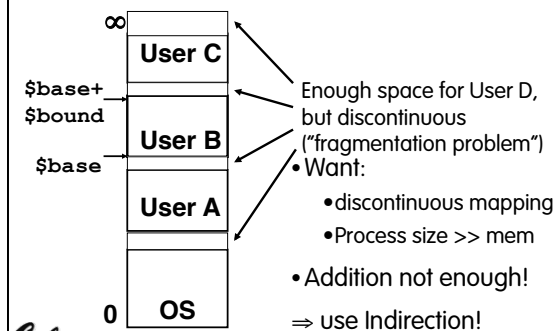 ∞
User C
$base+
$bound
User B
$base
User A
0
OS
Enough space for User D,
but discontinuous
("fragmentation problem")
•Want:
•discontinuous mapping
•Process size >> mem
•Addition not enough!
⇒ use Indirection!